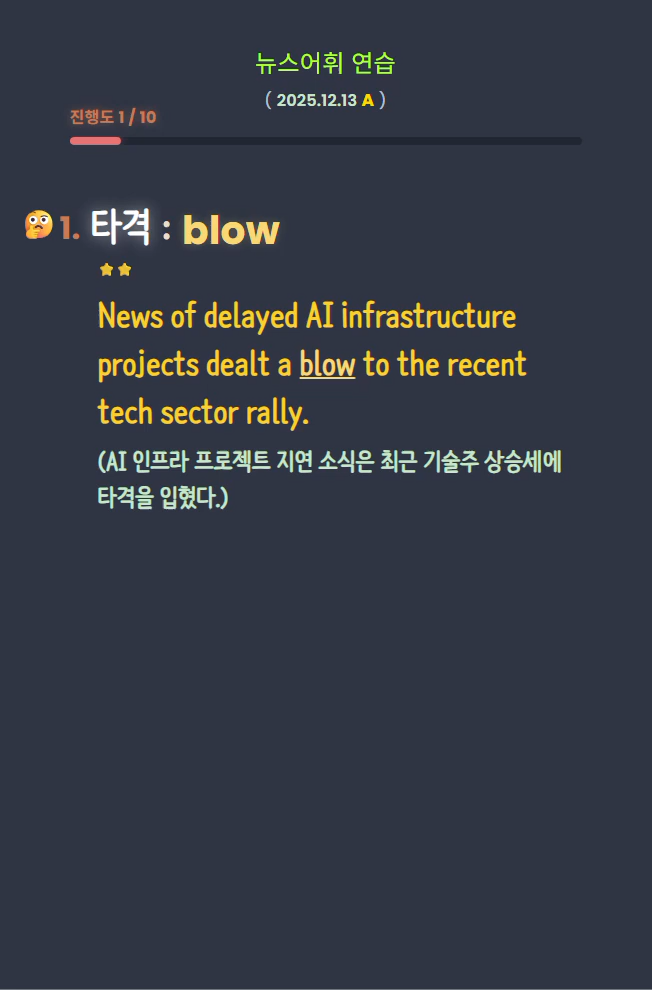 뉴스어휘 연습
( 2025.12.13 A )
진행도 1 / 10
1. 타격 : blow
News of delayed AI infrastructure
projects dealt a blow to the recent
tech sector rally.
(AI 인프라 프로젝트 지연 소식은 최근 기술주 상승세에
타격을 입혔다.)